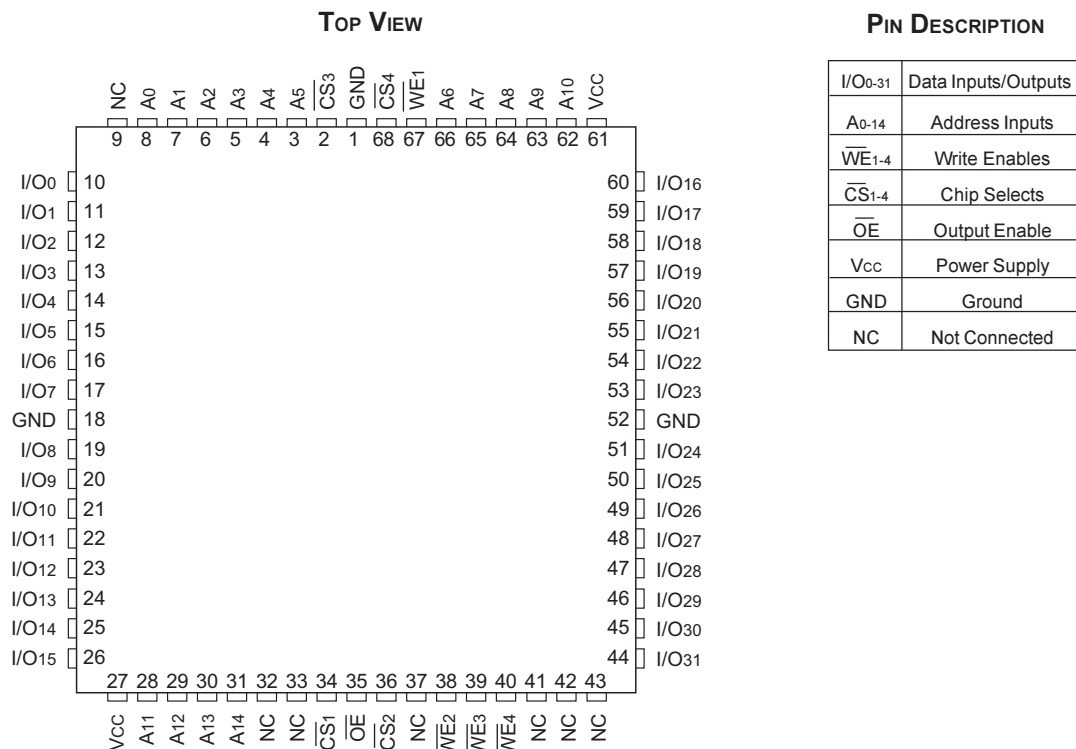 TOP VIEW
NC A0 A1 A2 A3 A4 A5 CS3 GND CS4 WE1 A6 A7 A8 A9 A10 VCC
9 8 7 6 5 4 3 2 1 68 67 66 65 64 63 62 61
I/O0 10
I/O1 11
I/O2 12
I/O3 13
I/O4 14
I/O5 15
I/O6 16
I/O7 17
GND 18
I/O8 19
I/O9 20
I/O10 21
I/O11 22
I/O12 23
I/O13 24
I/O14 25
I/O15 26
60 I/O16
59 I/O17
58 I/O18
57 I/O19
56 I/O20
55 I/O21
54 I/O22
53 I/O23
52 GND
51 I/O24
50 I/O25
49 I/O26
48 I/O27
47 I/O28
46 I/O29
45 I/O30
44 I/O31
27 28 29 30 31 32 33 34 35 36 37 38 39 40 41 42 43
VCC A11 A12 A13 A14 NC NC CS1 OE CS2 NC WE2 WE3 WE4 NC NC NC
PIN DESCRIPTION
I/O0-31 Data Inputs/Outputs
A0-14 Address Inputs
WE1-4 Write Enables
CS1-4 Chip Selects
OE Output Enable
VCC Power Supply
GND Ground
NC Not Connected